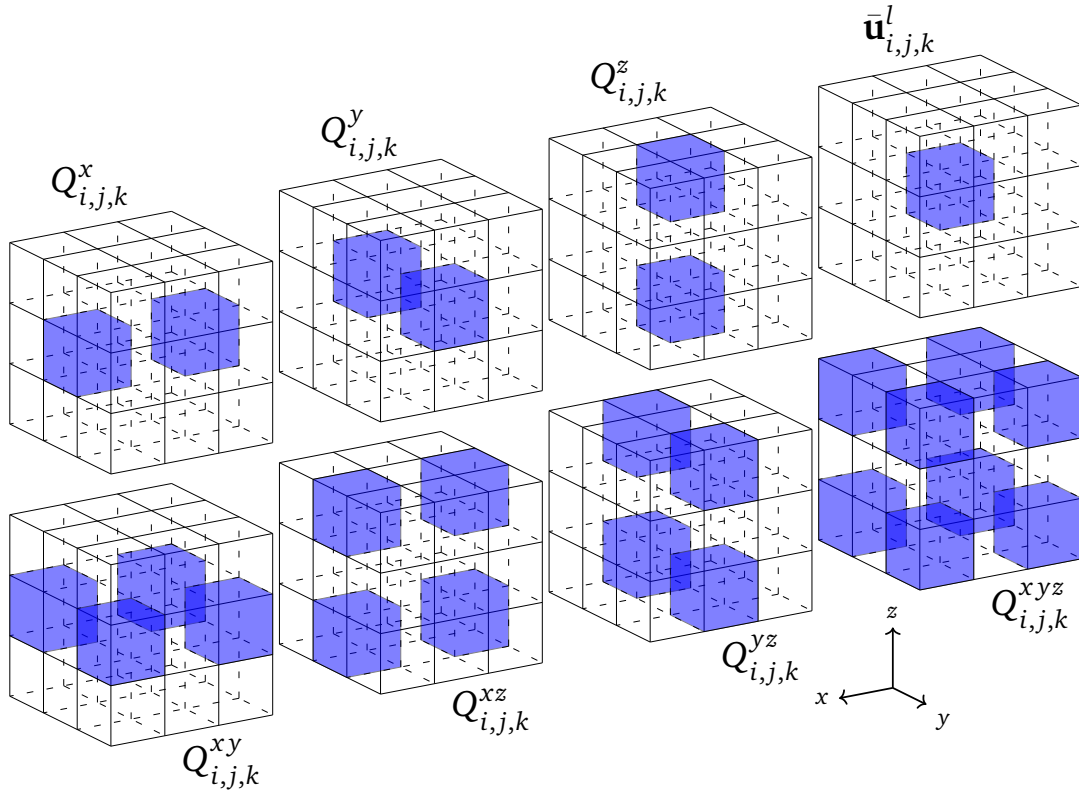 Q^x_{i,j,k}
Q^y_{i,j,k}
Q^z_{i,j,k}
ū^l_{i,j,k}
Q^{xy}_{i,j,k}
Q^{xz}_{i,j,k}
Q^{yz}_{i,j,k}
Q^{xyz}_{i,j,k}
z
x
y